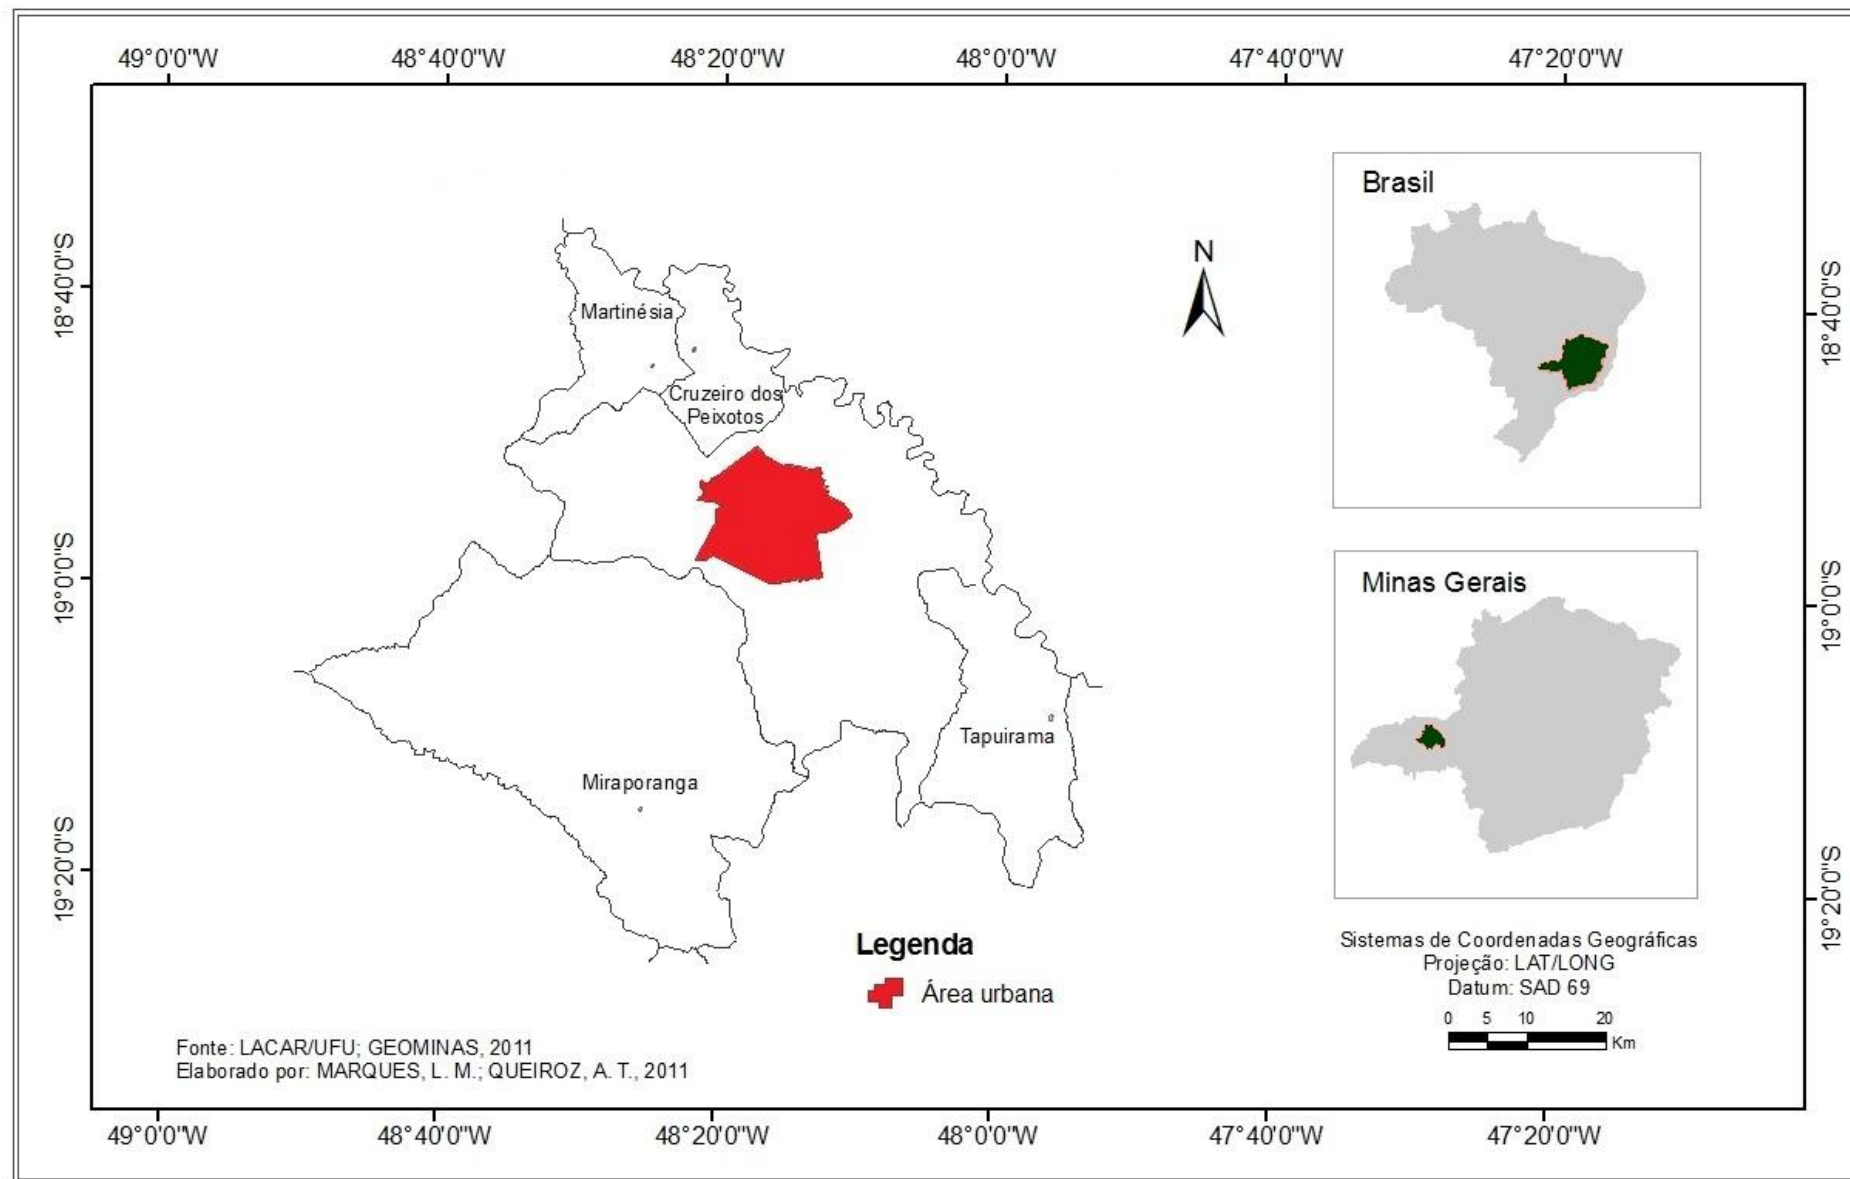 49°0'0"W 48°40'0"W 48°20'0"W 48°0'0"W 47°40'0"W 47°20'0"W
Brasil
N
18°40'0"S
18°40'0"S
Martinésia
Cruzeiro dos
Peixotos
19°0'0"S
19°0'0"S
Minas Gerais
Tapuirama
Miraporanga
19°20'0"S
19°20'0"S
Legenda
Área urbana
Sistemas de Coordenadas Geográficas
Projeção: LAT/LONG
Datum: SAD 69
0 5 10 20
Km
Fonte: LACAR/UFU; GEOMINAS, 2011
Elaborado por: MARQUES, L. M.; QUEIROZ, A. T., 2011
49°0'0"W 48°40'0"W 48°20'0"W 48°0'0"W 47°40'0"W 47°20'0"W